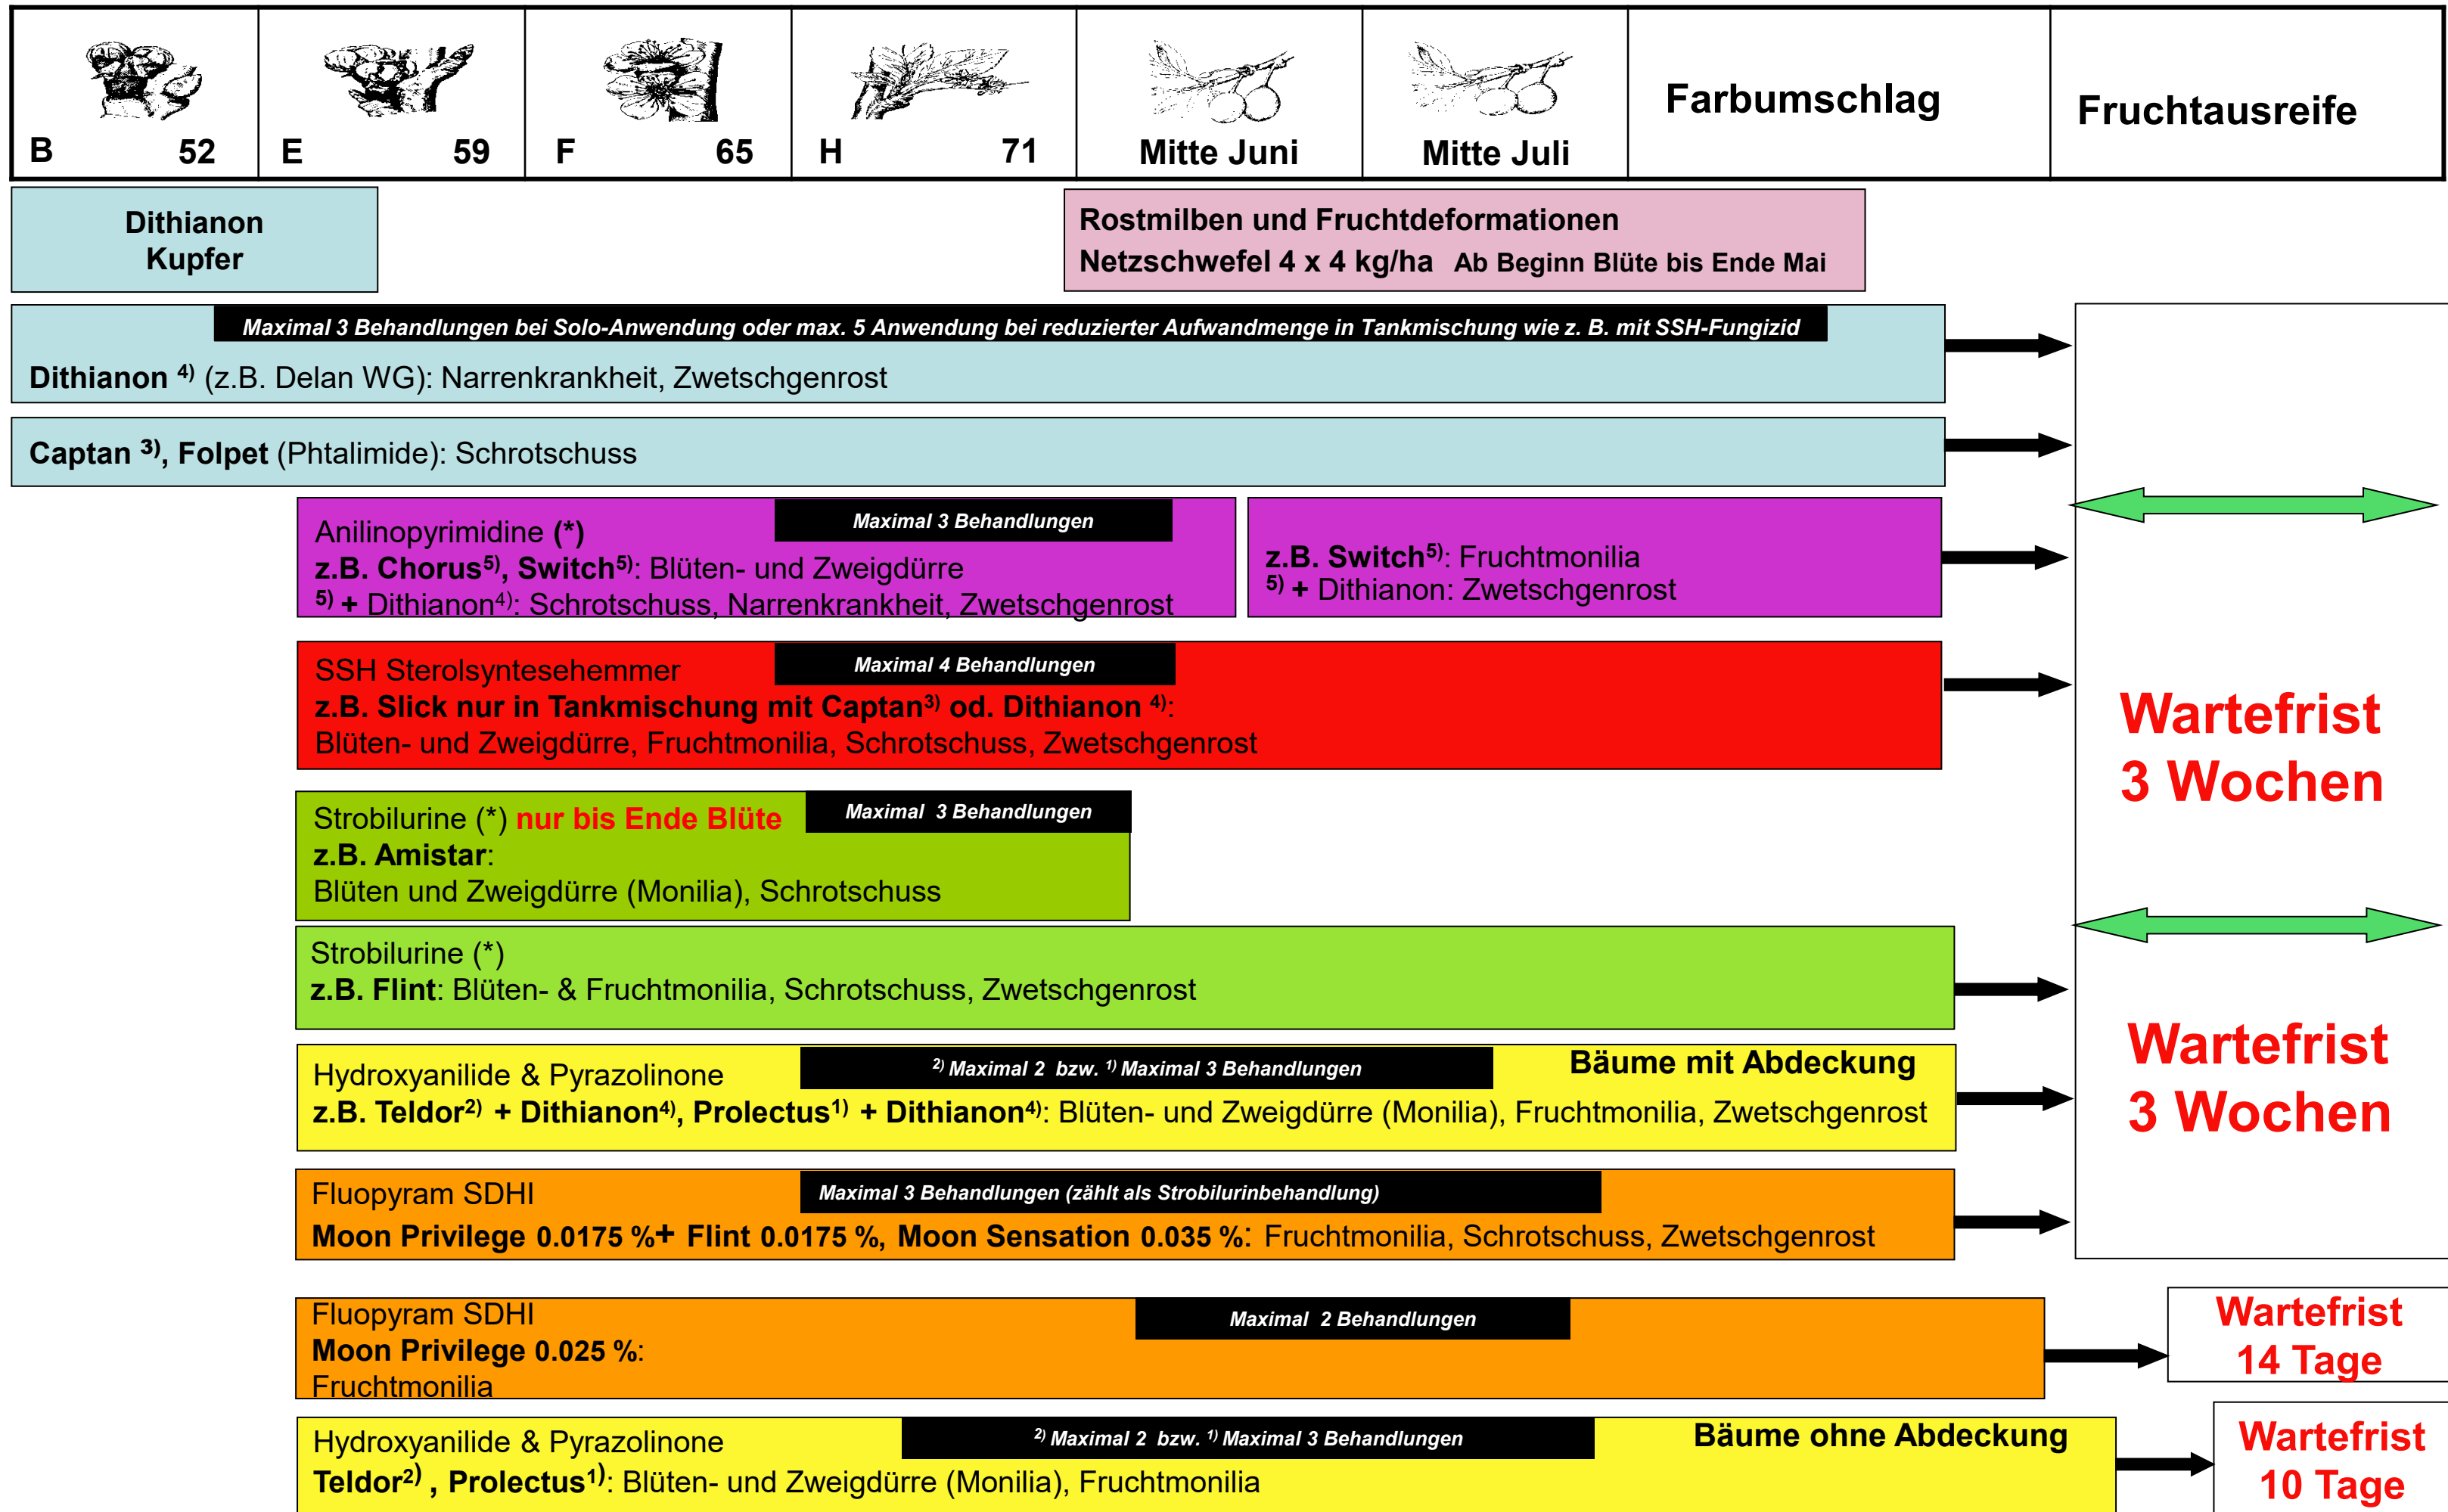 B 52
E 59
F 65
H 71
Mitte Juni
Mitte Juli
Farbumschlag
Fruchtausreife
Dithianon
Kupfer
Rostmilben und Fruchtdeformationen
Netzschwefel 4 x 4 kg/ha Ab Beginn Blüte bis Ende Mai
Maximal 3 Behandlungen bei Solo-Anwendung oder max. 5 Anwendung bei reduzierter Aufwandmenge in Tankmischung wie z. B. mit SSH-Fungizid
Dithianon 4) (z.B. Delan WG): Narrenkrankheit, Zwetschgenrost
Captan 3), Folpet (Phtalimide): Schrotschuss
Anilinopyrimidine (*)
Maximal 3 Behandlungen
z.B. Chorus5), Switch5): Blüten- und Zweigdürre
5) + Dithianon4): Schrotschuss, Narrenkrankheit, Zwetschgenrost
z.B. Switch5): Fruchtmonilia
5) + Dithianon: Zwetschgenrost
SSH Sterolsyntesehemmer
Maximal 4 Behandlungen
z.B. Slick nur in Tankmischung mit Captan3) od. Dithianon 4):
Blüten- und Zweigdürre, Fruchtmonilia, Schrotschuss, Zwetschgenrost
Wartefrist
3 Wochen
Strobilurine (*) nur bis Ende Blüte
Maximal 3 Behandlungen
z.B. Amistar:
Blüten und Zweigdürre (Monilia), Schrotschuss
Strobilurine (*)
z.B. Flint: Blüten- & Fruchtmonilia, Schrotschuss, Zwetschgenrost
Hydroxyanilide & Pyrazolinone
2) Maximal 2 bzw. 1) Maximal 3 Behandlungen
Bäume mit Abdeckung
z.B. Teldor2) + Dithianon4), Prolectus1) + Dithianon4): Blüten- und Zweigdürre (Monilia), Fruchtmonilia, Zwetschgenrost
Wartefrist
3 Wochen
Fluopyram SDHI
Maximal 3 Behandlungen (zählt als Strobilurinbehandlung)
Moon Privilege 0.0175 %+ Flint 0.0175 %, Moon Sensation 0.035 %: Fruchtmonilia, Schrotschuss, Zwetschgenrost
Fluopyram SDHI
Maximal 2 Behandlungen
Moon Privilege 0.025 %:
Fruchtmonilia
Wartefrist
14 Tage
Hydroxyanilide & Pyrazolinone
2) Maximal 2 bzw. 1) Maximal 3 Behandlungen
Bäume ohne Abdeckung
Teldor2) , Prolectus1): Blüten- und Zweigdürre (Monilia), Fruchtmonilia
Wartefrist
10 Tage